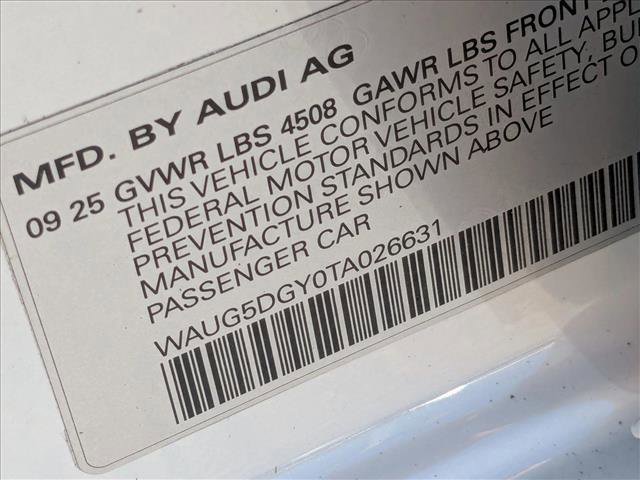 MFD. BY AUDI AG
09 25 GVWR LBS 4508 GAWR LBS FRONT
THIS VEHICLE CONFORMS TO ALL APPL
FEDERAL MOTOR VEHICLE SAFETY, BU
PREVENTION STANDARDS IN EFFECT O
MANUFACTURE SHOWN ABOVE
PASSENGER CAR
WAUG5DGY0TA026631